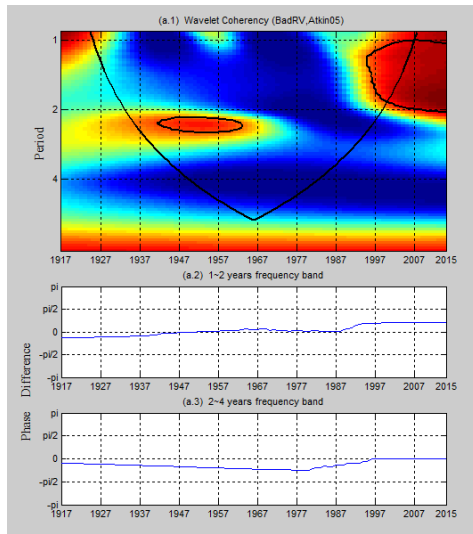 (a.1) Wavelet Coherency (BadRV,Atkin05)
1
2
4
Period
1917 1927 1937 1947 1957 1967 1977 1987 1997 2007 2015
(a.2) 1~2 years frequency band
pi
pi/2
0
-pi/2
-pi
1917 1927 1937 1947 1957 1967 1977 1987 1997 2007 2015
Phase Difference
(a.3) 2~4 years frequency band
pi
pi/2
0
-pi/2
-pi
1917 1927 1937 1947 1957 1967 1977 1987 1997 2007 2015